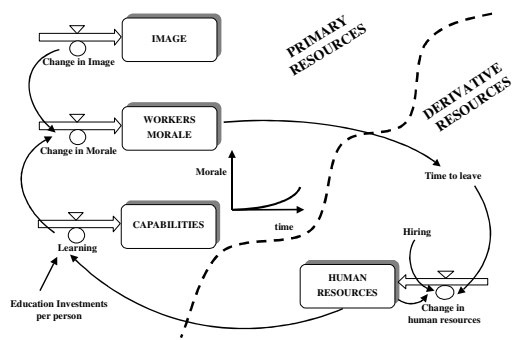 IMAGE
Change in Image
PRIMARY
RESOURCES
DERIVATIVE
RESOURCES
WORKERS
MORALE
Change in Morale
Morale
time
Time to leave
CAPABILITIES
Learning
Hiring
HUMAN
RESOURCES
Education Investments
per person
Change in
human resources